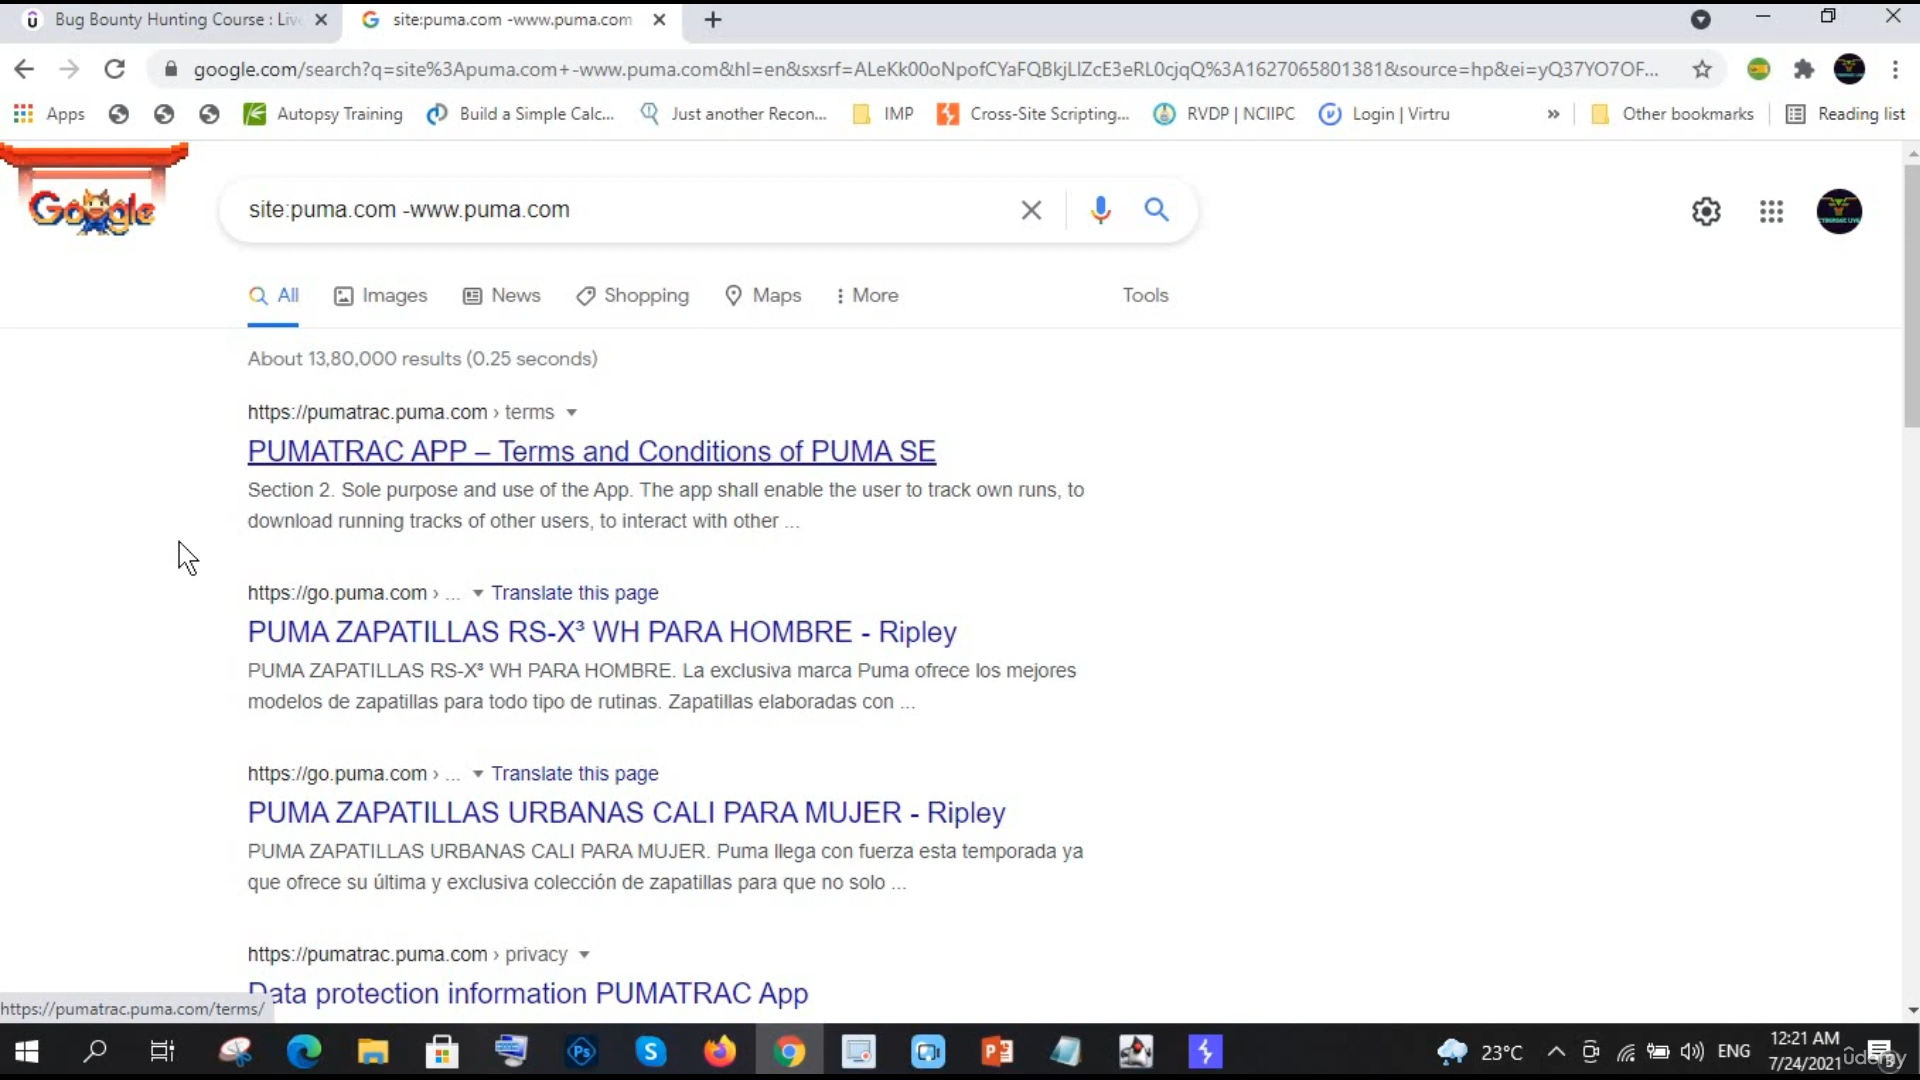 Bug Bounty Hunting Course : Live
site:puma.com -www.puma.com
google.com/search?q=site%3Apuma.com+-www.puma.com&hl=en&sxsrf=ALeKk00oNpofCYaFQBkjLlZcE3eRL0cjqQ%3A1627065801381&source=hp&ei=yQ37YO7OF...
Apps
Autopsy Training
Build a Simple Calc...
Just another Recon...
IMP
Cross-Site Scripting...
RVDP | NCIIPC
Login | Virtru
»
Other bookmarks
Reading list
Google
site:puma.com -www.puma.com
All
Images
News
Shopping
Maps
More
Tools
About 13,80,000 results (0.25 seconds)
https://pumatrac.puma.com › terms
PUMATRAC APP – Terms and Conditions of PUMA SE
Section 2. Sole purpose and use of the App. The app shall enable the user to track own runs, to
download running tracks of other users, to interact with other ...
https://go.puma.com › ... Translate this page
PUMA ZAPATILLAS RS-X³ WH PARA HOMBRE - Ripley
PUMA ZAPATILLAS RS-X³ WH PARA HOMBRE. La exclusiva marca Puma ofrece los mejores
modelos de zapatillas para todo tipo de rutinas. Zapatillas elaboradas con ...
https://go.puma.com › ... Translate this page
PUMA ZAPATILLAS URBANAS CALI PARA MUJER - Ripley
PUMA ZAPATILLAS URBANAS CALI PARA MUJER. Puma llega con fuerza esta temporada ya
que ofrece su última y exclusiva colección de zapatillas para que no solo ...
https://pumatrac.puma.com › privacy
Data protection information PUMATRAC App
https://pumatrac.puma.com/terms/
23°C
ENG
12:21 AM
7/24/2021
udemy